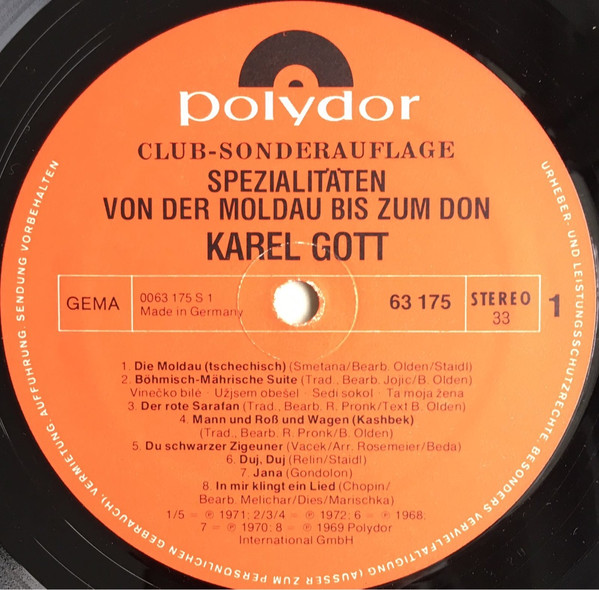 polydor
CLUB-SONDERAUFLAGE
SPEZIALITÄTEN
VON DER MOLDAU BIS ZUM DON
KAREL GOTT
GEMA
0063 175 S 1
Made in Germany
63 175
STEREO
33
1
1. Die Moldau (tschechisch) (Smetana/Bearb. Olden/Staidl)
2. Böhmisch-Mährische Suite (Trad., Bearb. Jojic/B. Olden)
Vinečko bilè · Užjsem obešel · Sedi sokol · Ta moja žena
3. Der rote Sarafan (Trad., Bearb. R. Pronk/Text B. Olden)
4. Mann und Roß und Wagen (Kashbek)
(Trad., Bearb. R. Pronk/B. Olden)
5. Du schwarzer Zigeuner (Vacek/Arr. Rosemeier/Beda)
6. Duj, Duj (Relin/Staidl)
7. Jana (Gondolon)
8. In mir klingt ein Lied (Chopin/
Bearb. Melichar/Dies/Marischka)
1/5 = ℗ 1971; 2/3/4 = ℗ 1972; 6 = ℗ 1968;
7 = ℗ 1970; 8 = ℗ 1969 Polydor
International GmbH
URHEBER- UND LEISTUNGSSCHUTZRECHTE, BESONDERS VERVIELFÄLTIGUNG (AUSSER ZUM PERSÖNLICHEN GEBRAUCH), VERMIETUNG, AUFFÜHRUNG, SENDUNG VORBEHALTEN